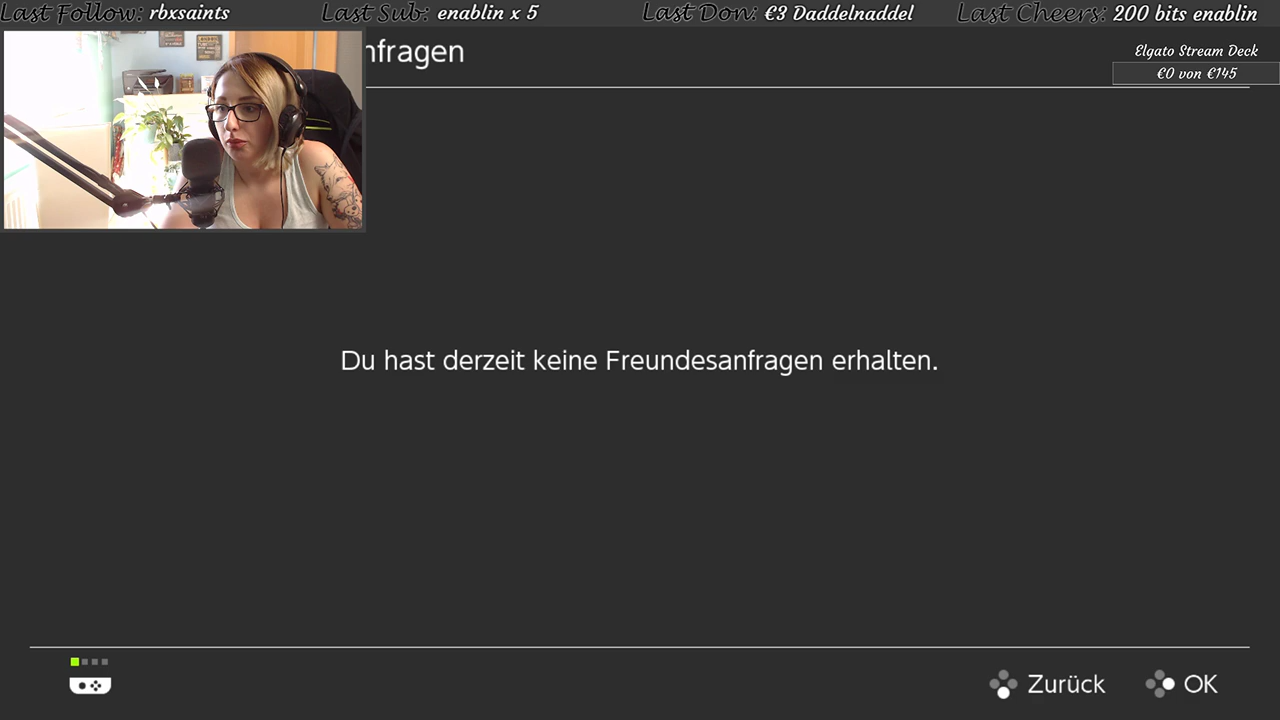 Last Follow: rbxsaints
Last Sub: enablin x 5
Last Don: €3 Daddelnaddel
Last Cheers: 200 bits enablin
nfragen
Elgato Stream Deck
€0 von €145
Du hast derzeit keine Freundesanfragen erhalten.
Zurück
OK